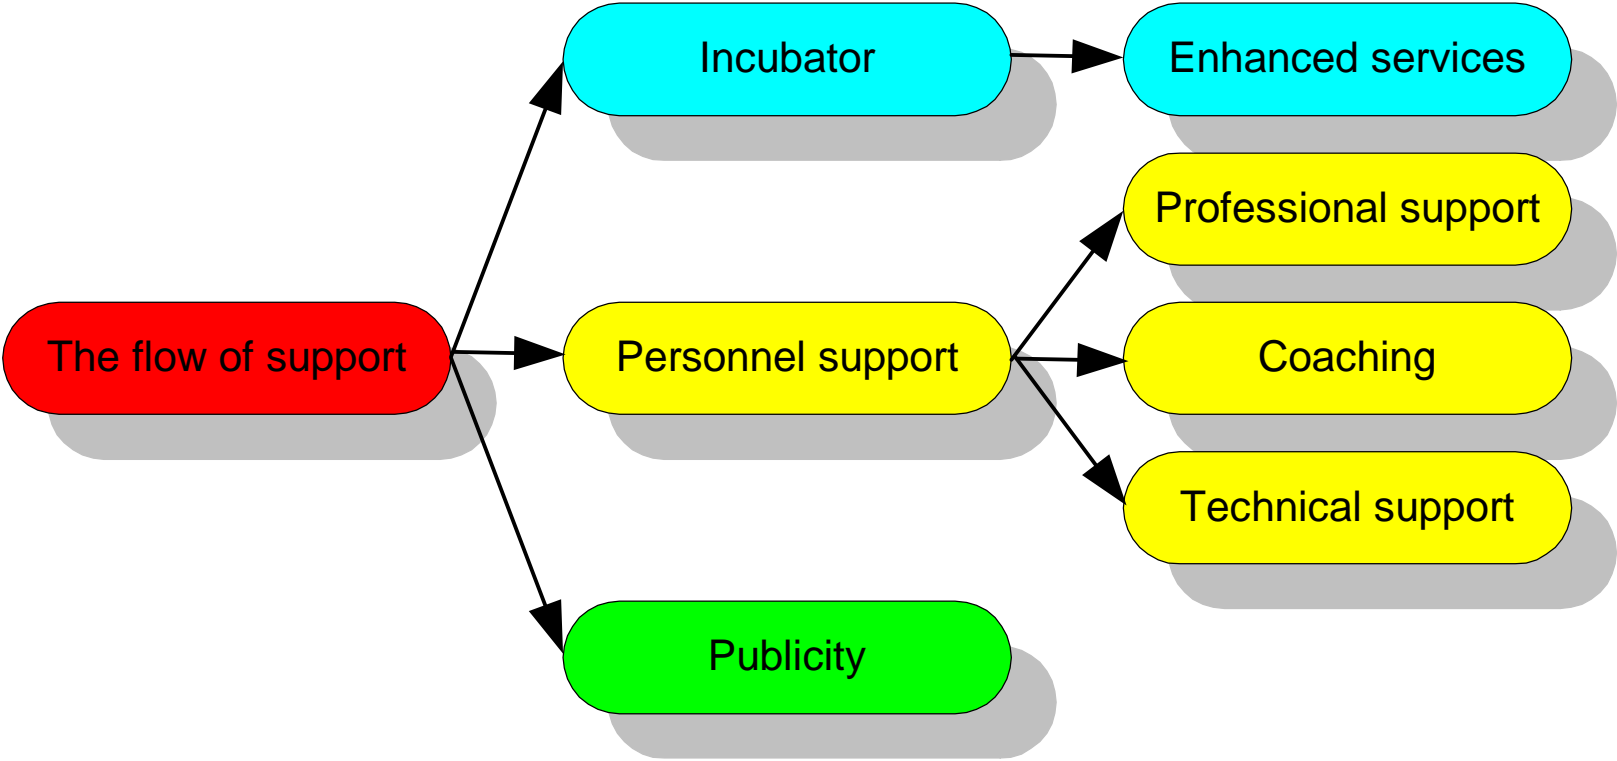 Incubator
Enhanced services
Professional support
The flow of support
Personnel support
Coaching
Technical support
Publicity